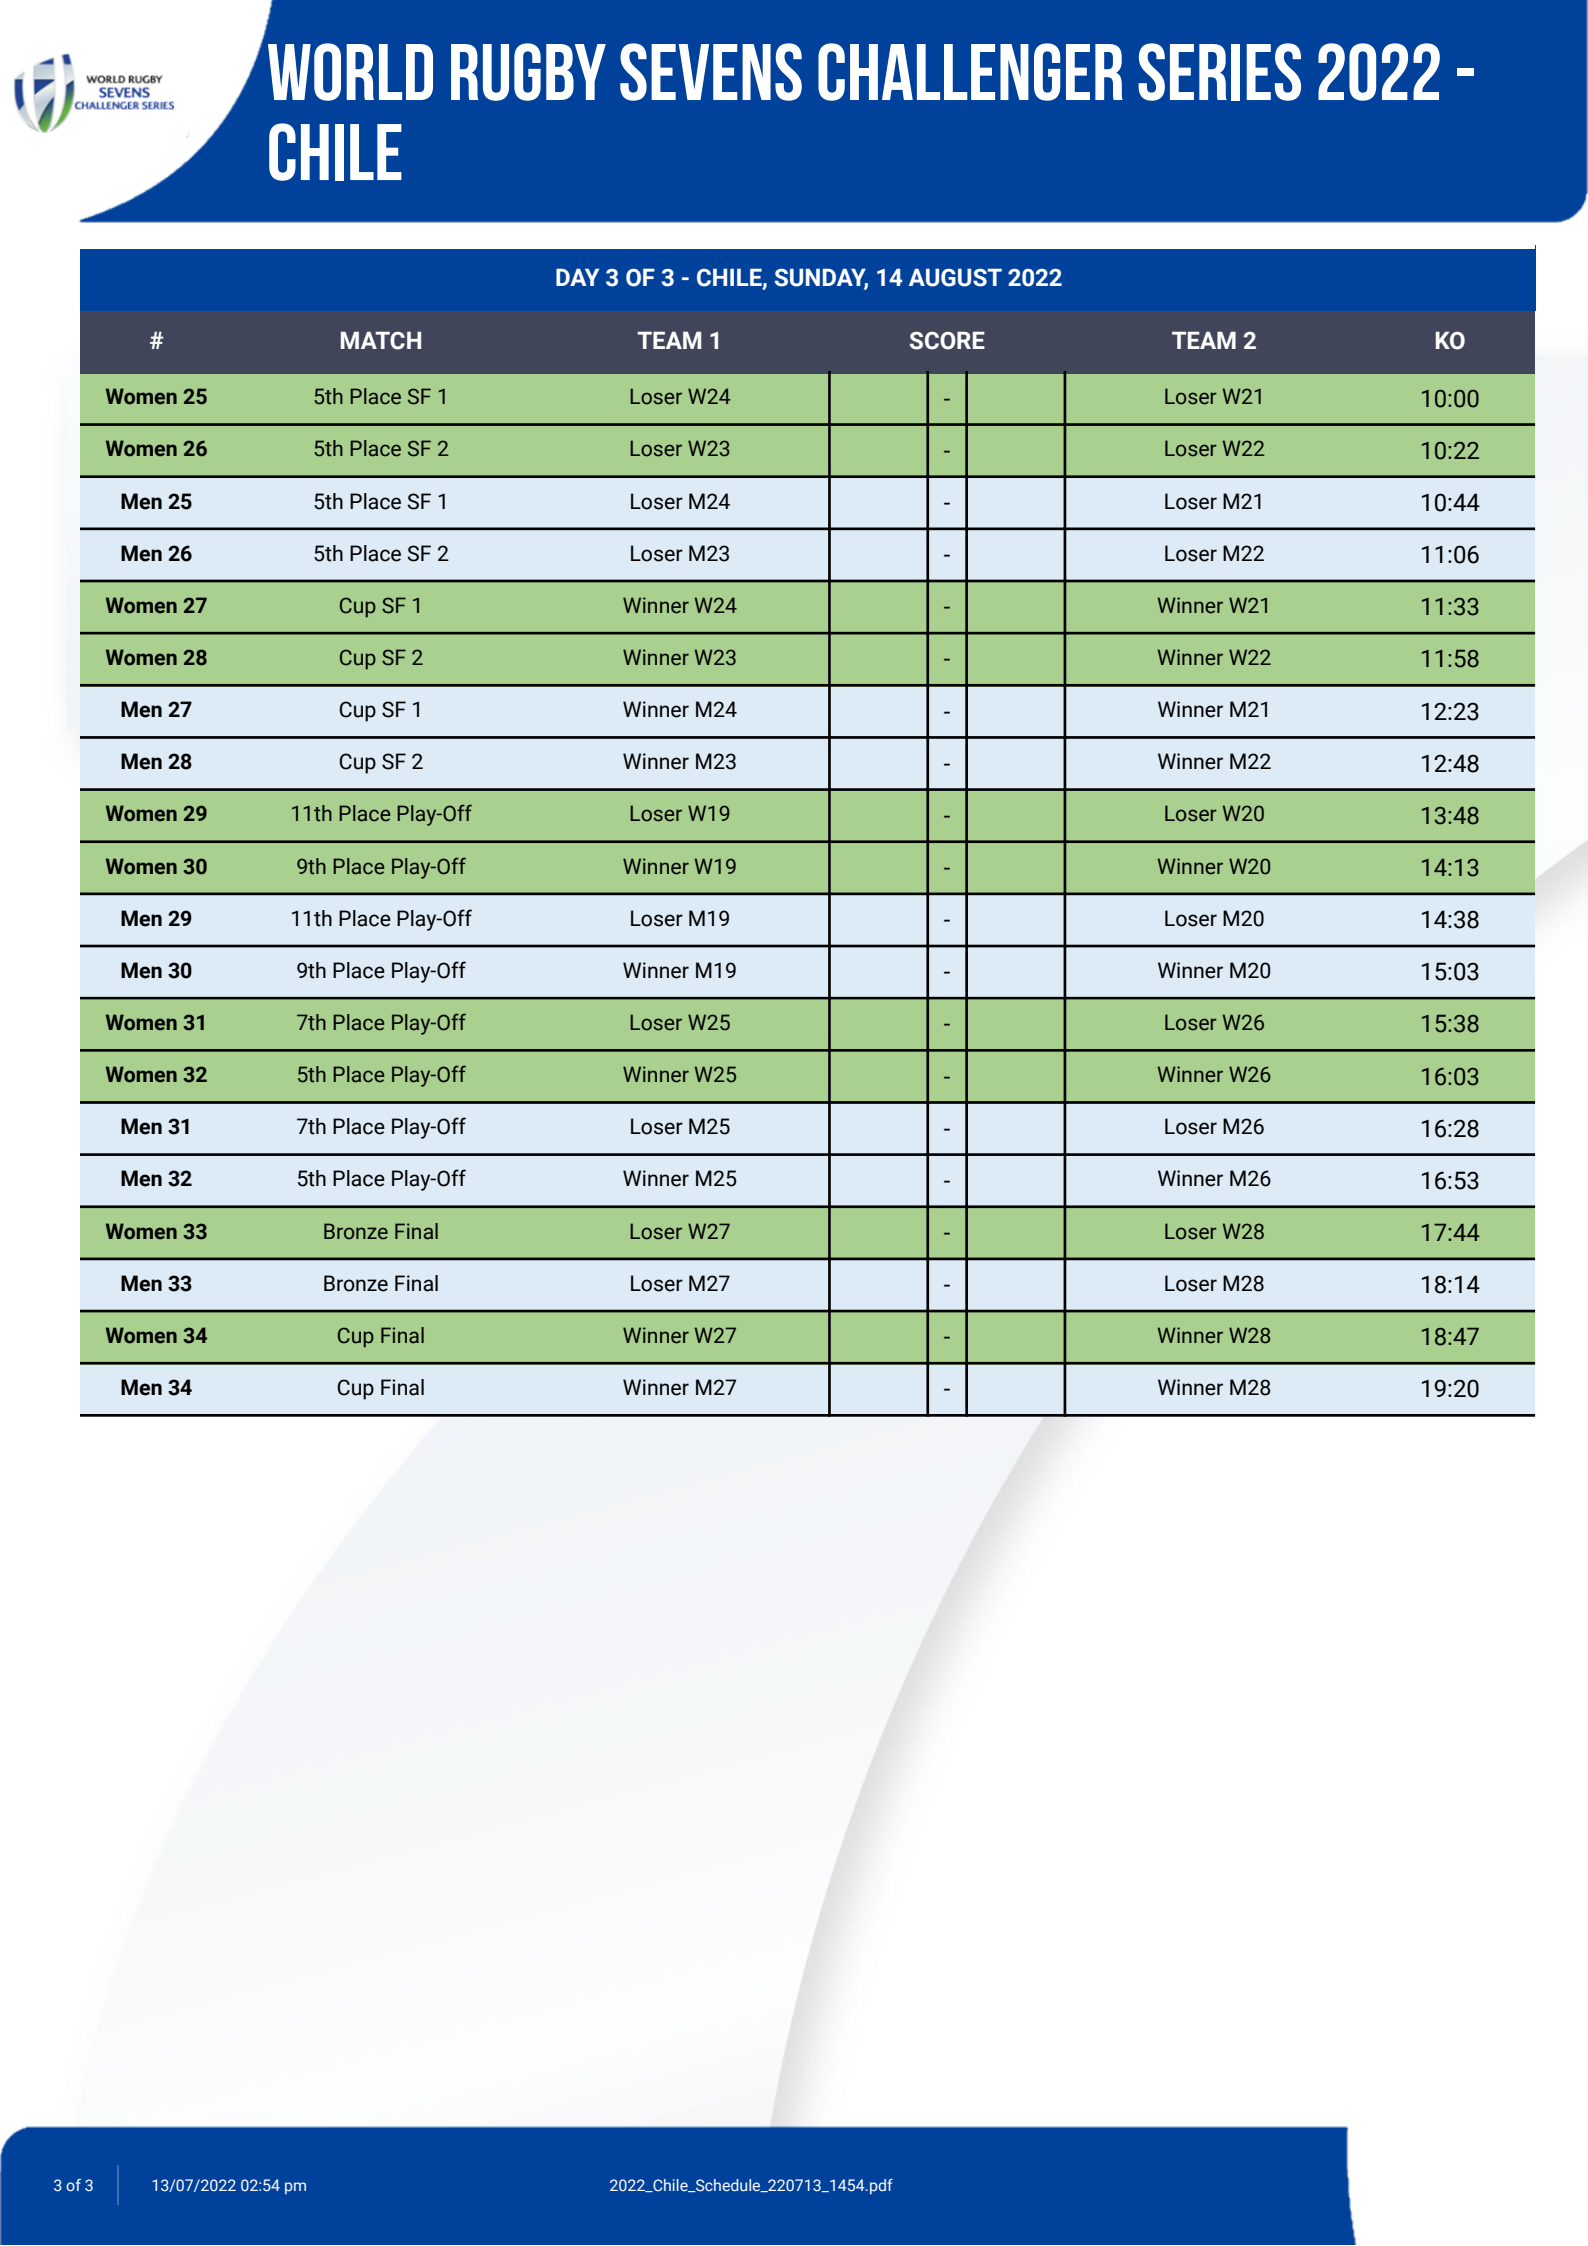 WORLD RUGBY
SEVENS
CHALLENGER SERIES
WORLD RUGBY SEVENS CHALLENGER SERIES 2022 -
CHILE
DAY 3 OF 3 - CHILE, SUNDAY, 14 AUGUST 2022
# MATCH TEAM 1 SCORE TEAM 2 KO
Women 25 5th Place SF 1 Loser W24 - Loser W21 10:00
Women 26 5th Place SF 2 Loser W23 - Loser W22 10:22
Men 25 5th Place SF 1 Loser M24 - Loser M21 10:44
Men 26 5th Place SF 2 Loser M23 - Loser M22 11:06
Women 27 Cup SF 1 Winner W24 - Winner W21 11:33
Women 28 Cup SF 2 Winner W23 - Winner W22 11:58
Men 27 Cup SF 1 Winner M24 - Winner M21 12:23
Men 28 Cup SF 2 Winner M23 - Winner M22 12:48
Women 29 11th Place Play-Off Loser W19 - Loser W20 13:48
Women 30 9th Place Play-Off Winner W19 - Winner W20 14:13
Men 29 11th Place Play-Off Loser M19 - Loser M20 14:38
Men 30 9th Place Play-Off Winner M19 - Winner M20 15:03
Women 31 7th Place Play-Off Loser W25 - Loser W26 15:38
Women 32 5th Place Play-Off Winner W25 - Winner W26 16:03
Men 31 7th Place Play-Off Loser M25 - Loser M26 16:28
Men 32 5th Place Play-Off Winner M25 - Winner M26 16:53
Women 33 Bronze Final Loser W27 - Loser W28 17:44
Men 33 Bronze Final Loser M27 - Loser M28 18:14
Women 34 Cup Final Winner W27 - Winner W28 18:47
Men 34 Cup Final Winner M27 - Winner M28 19:20
3 of 3 13/07/2022 02:54 pm 2022_Chile_Schedule_220713_1454.pdf